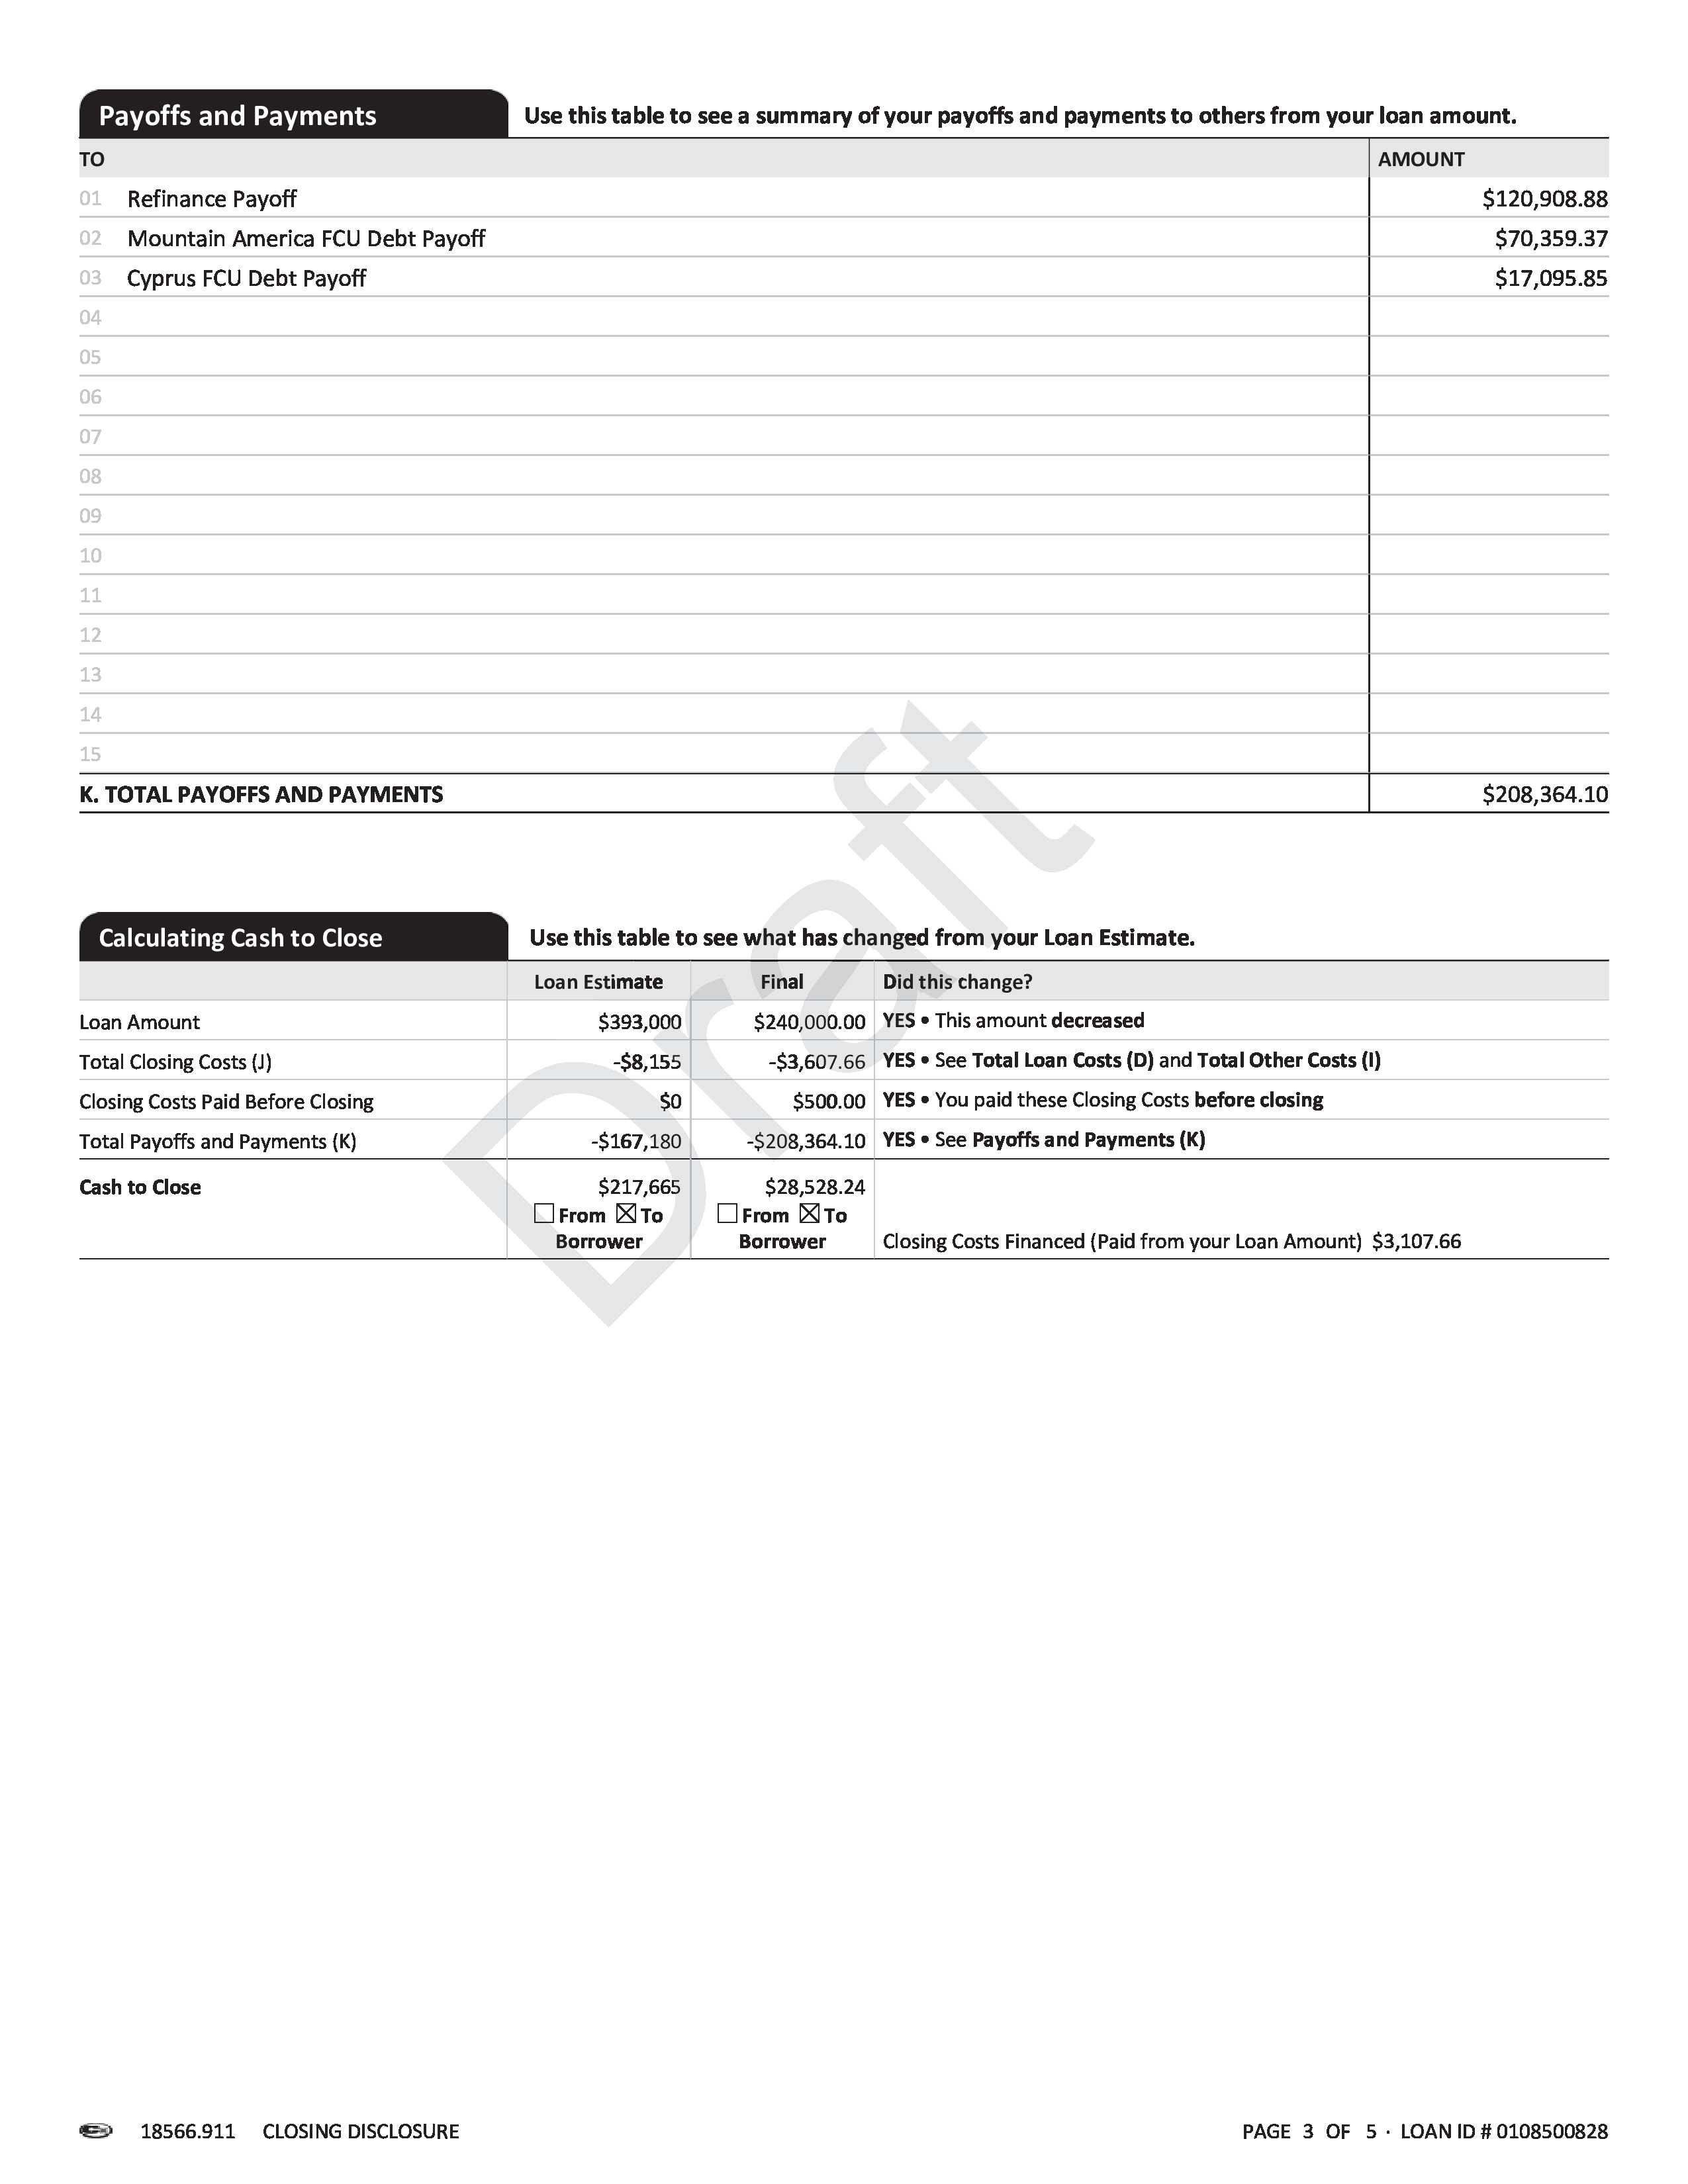 Payoffs and Payments Use this table to see a summary of your payoffs and payments to others from your loan amount.
TO AMOUNT
01 Refinance Payoff $120,908.88
02 Mountain America FCU Debt Payoff $70,359.37
03 Cyprus FCU Debt Payoff $17,095.85
04
05
06
07
08
09
10
11
12
13
14
15
K. TOTAL PAYOFFS AND PAYMENTS $208,364.10
Draft
Calculating Cash to Close Use this table to see what has changed from your Loan Estimate.
Loan Estimate Final Did this change?
Loan Amount $393,000 $240,000.00 YES • This amount decreased
Total Closing Costs (J) -$8,155 -$3,607.66 YES • See Total Loan Costs (D) and Total Other Costs (I)
Closing Costs Paid Before Closing $0 $500.00 YES • You paid these Closing Costs before closing
Total Payoffs and Payments (K) -$167,180 -$208,364.10 YES • See Payoffs and Payments (K)
Cash to Close $217,665 $28,528.24
☐ From ☒ To ☐ From ☒ To
Borrower Borrower Closing Costs Financed (Paid from your Loan Amount) $3,107.66
18566.911 CLOSING DISCLOSURE PAGE 3 OF 5 · LOAN ID # 0108500828